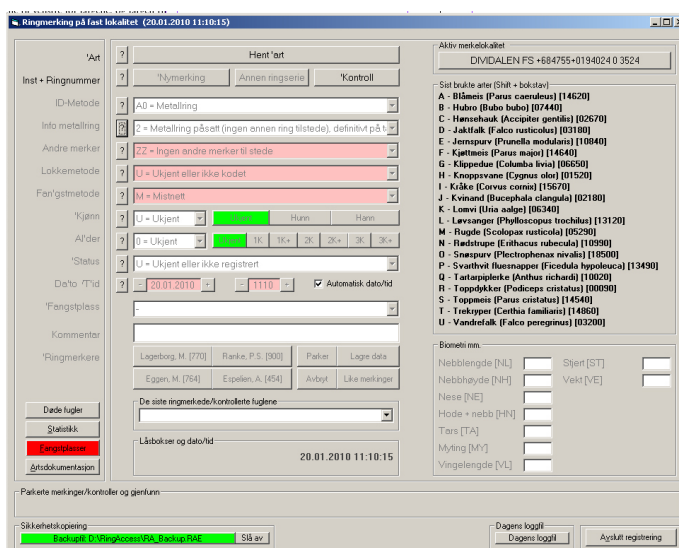 Ringmerking på fast lokalitet (20.01.2010 11:10:15)
'Art
? Hent 'art
Inst + Ringnummer
? 'Nymerking Annen ringserie 'Kontroll
ID-Metode
? A0 = Metallring
Info metallring
? 2 = Metallring påsatt (ingen annen ring tilstede), definitivt på t
Andre merker
? ZZ = Ingen andre merker til stede
Lokkemetode
? U = Ukjent eller ikke kodet
Fan'gstmetode
? M = Mistnett
'Kjønn
? U = Ukjent Ukjent Hunn Hann
Al'der
? 0 = Ukjent Ukjent 1K 1K+ 2K 2K+ 3K 3K+
'Status
? U = Ukjent eller ikke registrert
Da'to 'T'id
? - 20.01.2010 + - 1110 + Automatisk dato/tid
'Fangstplass
-
Kommentar
'Ringmerkere
Lagerborg, M. [770] Ranke, P.S. [900] Parker Lagre data
Eggen, M. [764] Espelien, A. [454] Avbryt Like merkinger
De siste ringmerkede/kontrollerte fuglene
Låsbokser og dato/tid
20.01.2010 11:10:15
Døde fugler
Statistikk
Fangstplasser
Artsdokumentasjon
Aktiv merkelokalitet
DIVIDALEN FS +684755+0194024 0 3524
Sist brukte arter (Shift + bokstav)
A - Blåmeis (Parus caeruleus) [14620]
B - Hubro (Bubo bubo) [07440]
C - Hønsehauk (Accipiter gentilis) [02670]
D - Jaktfalk (Falco rusticolus) [03180]
E - Jernspurv (Prunella modularis) [10840]
F - Kjøttmeis (Parus major) [14640]
G - Klippedue (Columba livia) [06650]
H - Knoppsvane (Cygnus olor) [01520]
I - Kråke (Corvus cornix) [15670]
J - Kvinand (Bucephala clangula) [02180]
K - Lomvi (Uria aalge) [06340]
L - Løvsanger (Phylloscopus trochilus) [13120]
M - Rugde (Scolopax rusticola) [05290]
N - Rødstrupe (Erithacus rubecula) [10990]
O - Snøspurv (Plectrophenax nivalis) [18500]
P - Svarthvit fluesnapper (Ficedula hypoleuca) [13490]
Q - Tartarpiplerke (Anthus richardi) [10020]
R - Toppdykker (Podiceps cristatus) [00090]
S - Toppmeis (Parus cristatus) [14540]
T - Trekryper (Certhia familiaris) [14860]
U - Vandrefalk (Falco peregrinus) [03200]
Biometri mm.
Nebblengde [NL] Stjert [ST]
Nebbhøyde [NH] Vekt [VE]
Nese [NE]
Hode + nebb [HN]
Tars [TA]
Myting [MY]
Vingelengde [VL]
Parkerte merkinger/kontroller og gjenfunn
Sikkerhetskopiering
Backupfil: D:\RingAccess\RA_Backup.RAE Slå av
Dagens loggfil
Dagens loggfil
Avslutt registrering